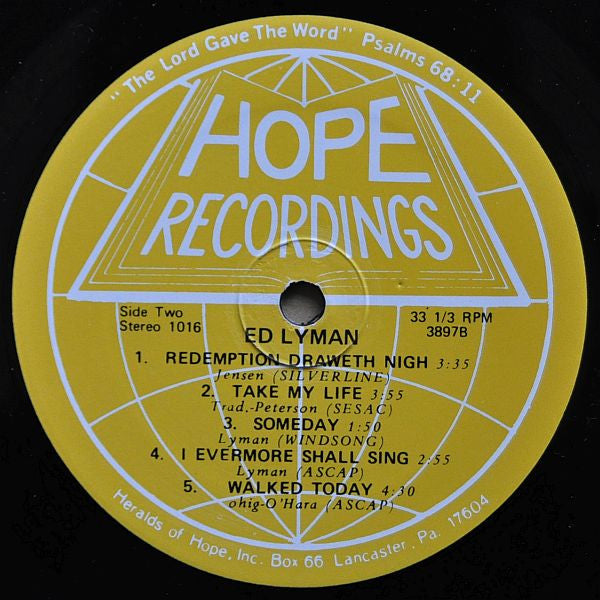 "The Lord Gave The Word" Psalms 68:11
HOPE
RECORDINGS
Side Two
Stereo 1016
33 1/3 RPM
3897B
ED LYMAN
1. REDEMPTION DRAWETH NIGH 3:35
Jensen (SILVERLINE)
2. TAKE MY LIFE 3:55
Trad.-Peterson (SESAC)
3. SOMEDAY 1:50
Lyman (WINDSONG)
4. I EVERMORE SHALL SING 2:55
Lyman (ASCAP)
5. WALKED TODAY 4:30
ohig-O'Hara (ASCAP)
Heralds of Hope, Inc. Box 66 Lancaster, Pa. 17604